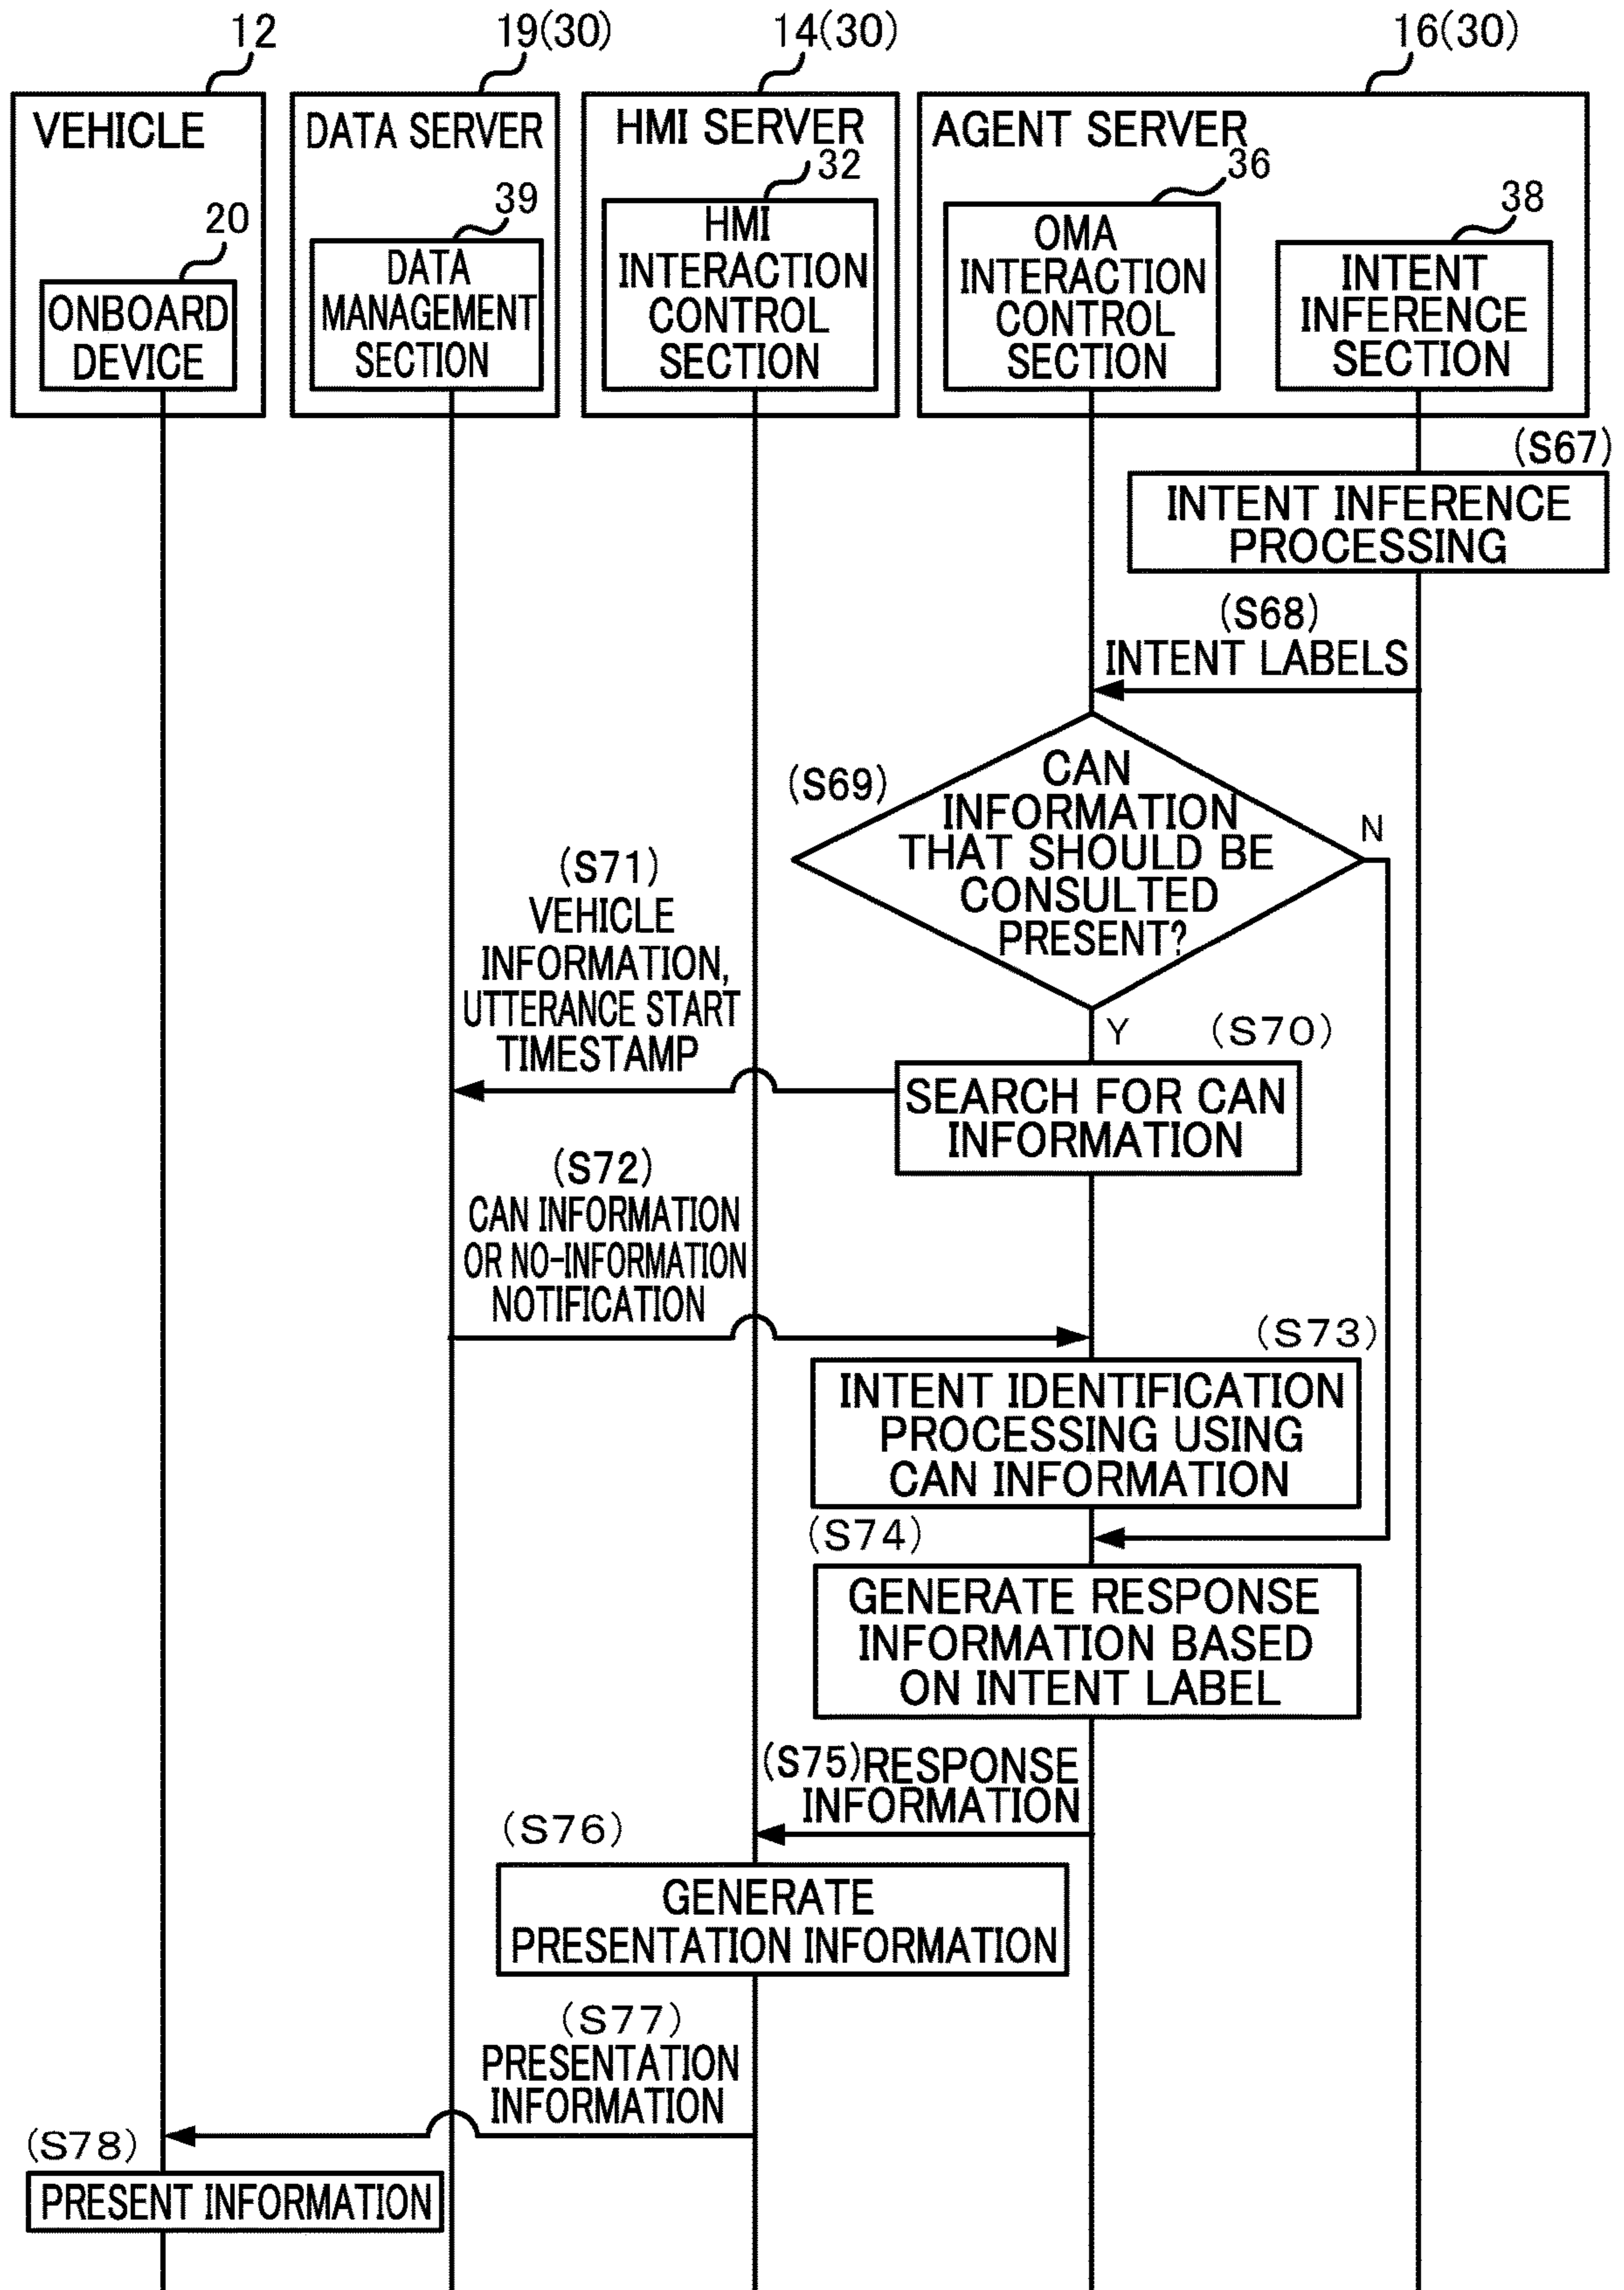 12
19(30)
14(30)
16(30)
VEHICLE
DATA SERVER
HMI SERVER
AGENT SERVER
20
ONBOARD
DEVICE
39
DATA
MANAGEMENT
SECTION
32
HMI
INTERACTION
CONTROL
SECTION
36
OMA
INTERACTION
CONTROL
SECTION
38
INTENT
INFERENCE
SECTION
(S67)
INTENT INFERENCE
PROCESSING
(S68)
INTENT LABELS
(S69)
CAN
INFORMATION
THAT SHOULD BE
CONSULTED
PRESENT?
N
Y
(S70)
SEARCH FOR CAN
INFORMATION
(S71)
VEHICLE
INFORMATION,
UTTERANCE START
TIMESTAMP
(S72)
CAN INFORMATION
OR NO-INFORMATION
NOTIFICATION
(S73)
INTENT IDENTIFICATION
PROCESSING USING
CAN INFORMATION
(S74)
GENERATE RESPONSE
INFORMATION BASED
ON INTENT LABEL
(S75) RESPONSE
INFORMATION
(S76)
GENERATE
PRESENTATION INFORMATION
(S77)
PRESENTATION
INFORMATION
(S78)
PRESENT INFORMATION